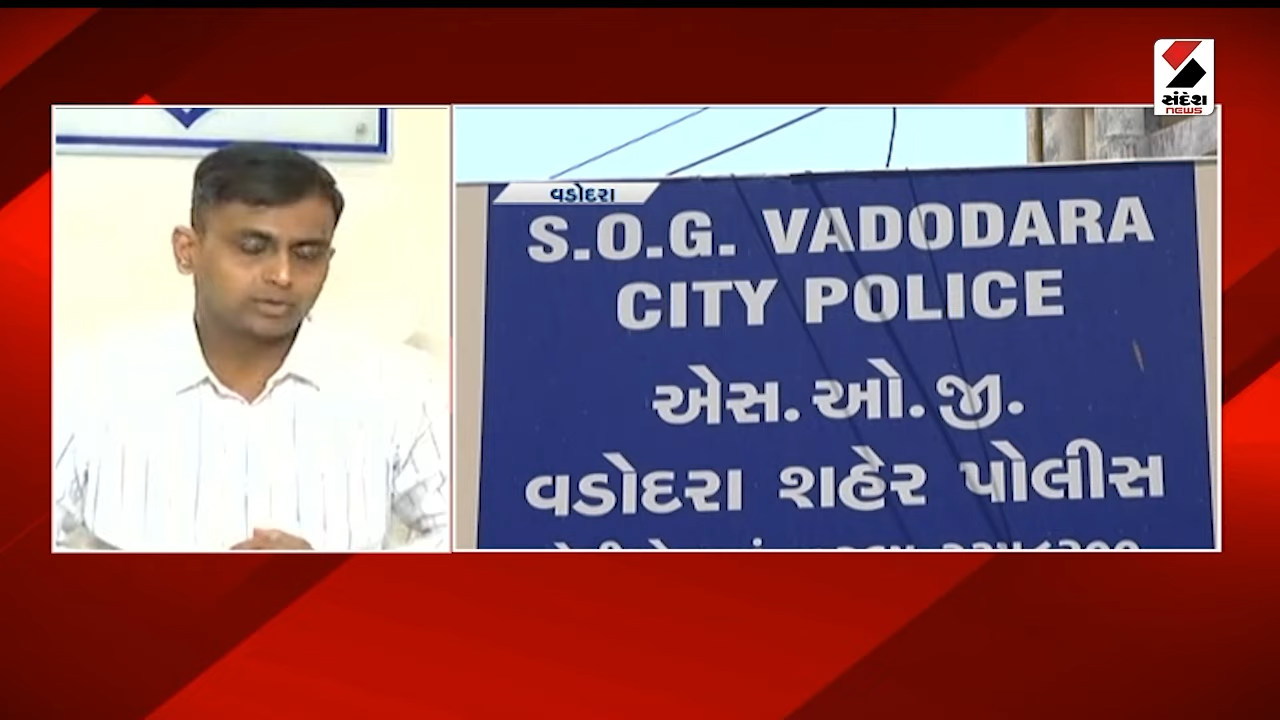 સંદેશ
NEWS
વડોદરા
S.O.G. VADODARA
CITY POLICE
એસ.ઓ.જી.
વડોદરા શહેર પોલીસ